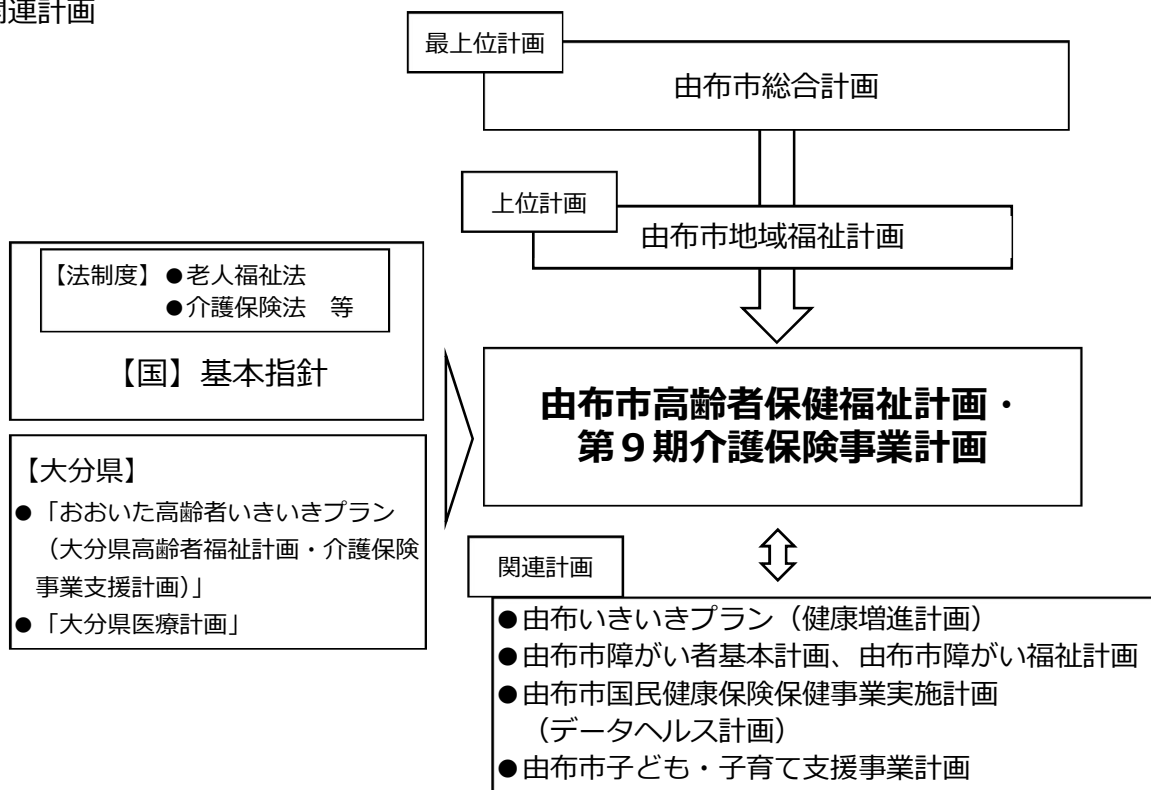 関連計画
最上位計画
由布市総合計画
上位計画
由布市地域福祉計画
【法制度】●老人福祉法
●介護保険法　等
【国】基本指針
【大分県】
●「おおいた高齢者いきいきプラン
（大分県高齢者福祉計画・介護保険
事業支援計画）」
●「大分県医療計画」
由布市高齢者保健福祉計画・
第９期介護保険事業計画
関連計画
●由布いきいきプラン（健康増進計画）
●由布市障がい者基本計画、由布市障がい福祉計画
●由布市国民健康保険保健事業実施計画
（データヘルス計画）
●由布市子ども・子育て支援事業計画